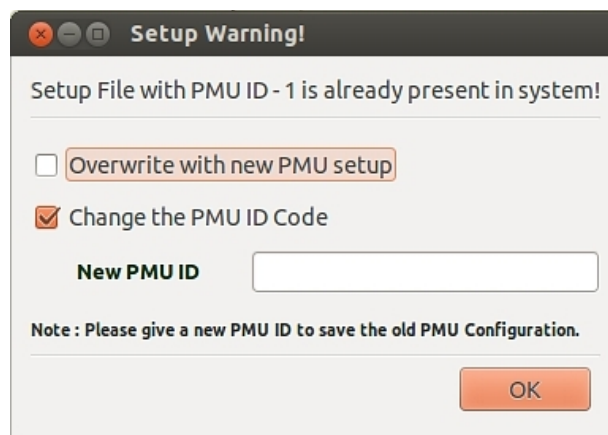 Setup Warning!
Setup File with PMU ID - 1 is already present in system!
Overwrite with new PMU setup
Change the PMU ID Code
New PMU ID
Note : Please give a new PMU ID to save the old PMU Configuration.
OK